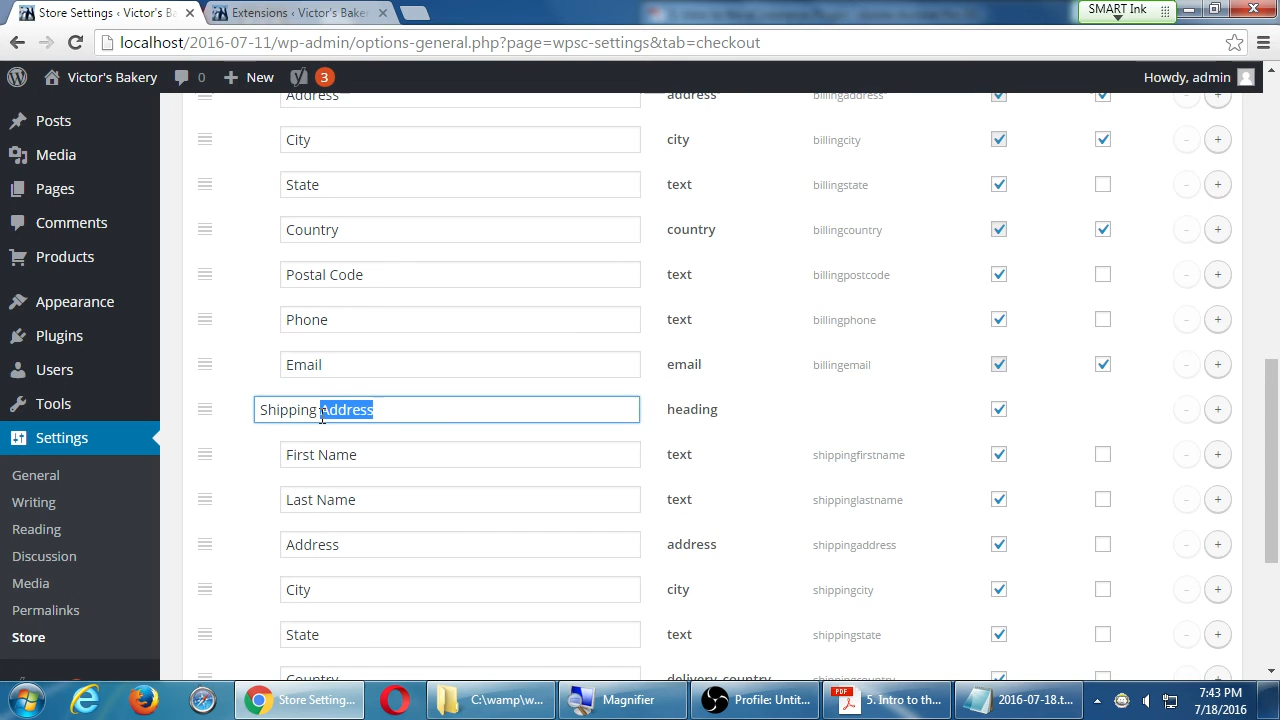 Store Settings ‹ Victor's Ba
Extensions ‹ Victor's Bake
SMART Ink
localhost/2016-07-11/wp-admin/options-general.php?page=wpsc-settings&tab=checkout
Victor's Bakery
0
New
3
Howdy, admin
Posts
Media
Pages
Comments
Products
Appearance
Plugins
Users
Tools
Settings
General
Writing
Reading
Discussion
Media
Permalinks
Store
Address address billingaddress - +
City city billingcity - +
State text billingstate - +
Country country billingcountry - +
Postal Code text billingpostcode - +
Phone text billingphone - +
Email email billingemail - +
Shipping Address heading - +
First Name text shippingfirstname - +
Last Name text shippinglastname - +
Address address shippingaddress - +
City city shippingcity - +
State text shippingstate - +
Country delivery_country shippingcountry
Store Setting...
C:\wamp\w...
Magnifier
Profile: Untit...
5. Intro to th...
2016-07-18.t...
7:43 PM
7/18/2016